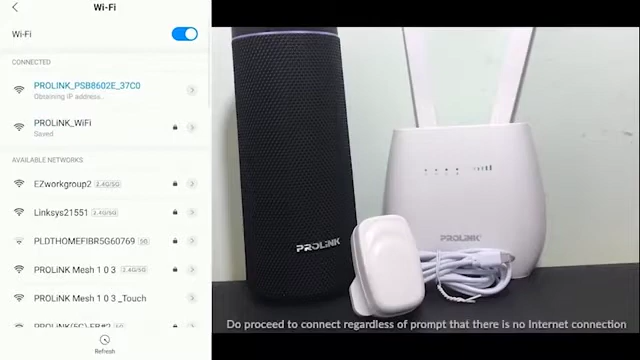 Wi-Fi
Wi-Fi
CONNECTED
PROLiNK_PSB8602E_37C0
Obtaining IP address..
PROLiNK_WiFi
Saved
AVAILABLE NETWORKS
EZworkgroup2 2.4G/5G
Linksys21551 2.4G/5G
PLDTHOMEFIBR5G60769 5G
PROLiNK Mesh 1 0 3 2.4G/5G
PROLiNK Mesh 1 0 3 _Touch
Refresh
PROLiNK
PROLiNK
Do proceed to connect regardless of prompt that there is no Internet connection